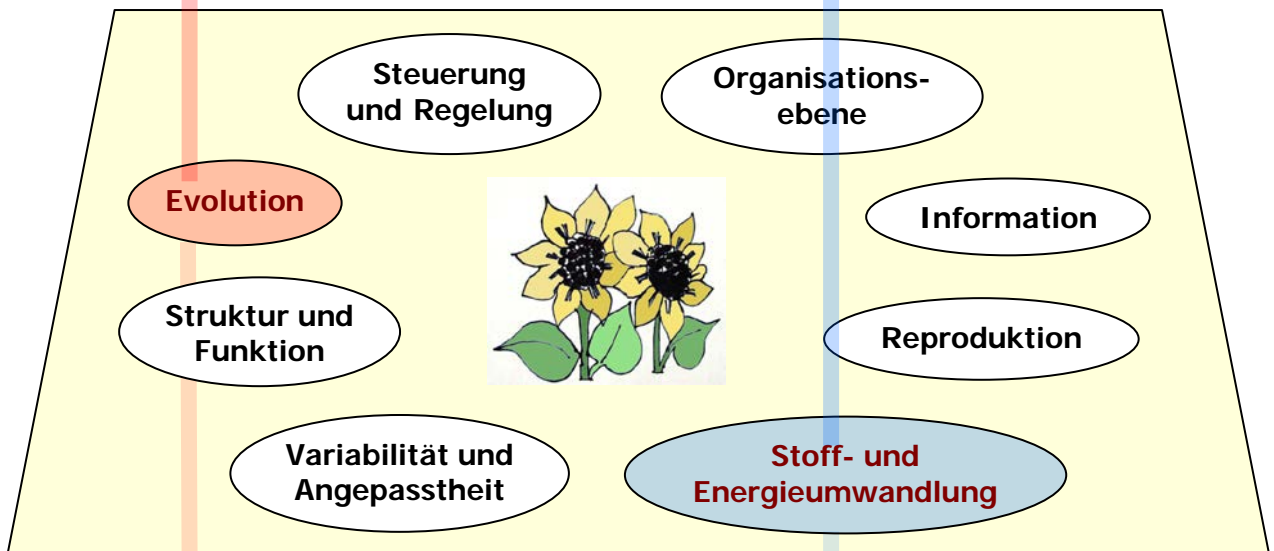 Steuerung
und Regelung
Organisations-
ebene
Evolution
Information
Struktur und
Funktion
Reproduktion
Variabilität und
Angepasstheit
Stoff- und
Energieumwandlung